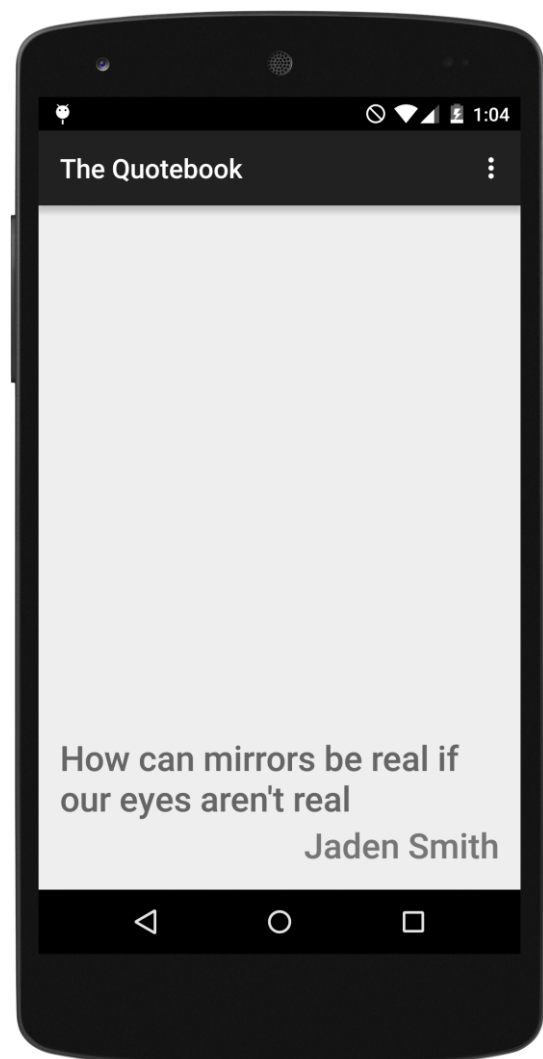 1:04
The Quotebook
How can mirrors be real if
our eyes aren't real
Jaden Smith